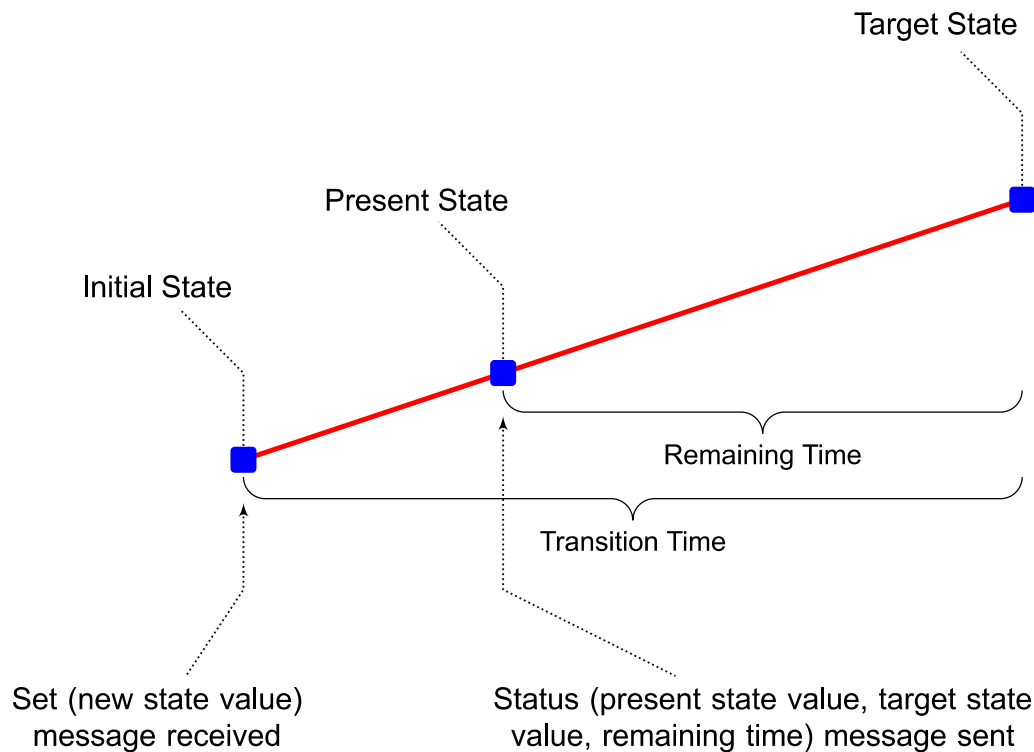 Target State
Present State
Initial State
Remaining Time
Transition Time
Set (new state value)
message received
Status (present state value, target state
value, remaining time) message sent